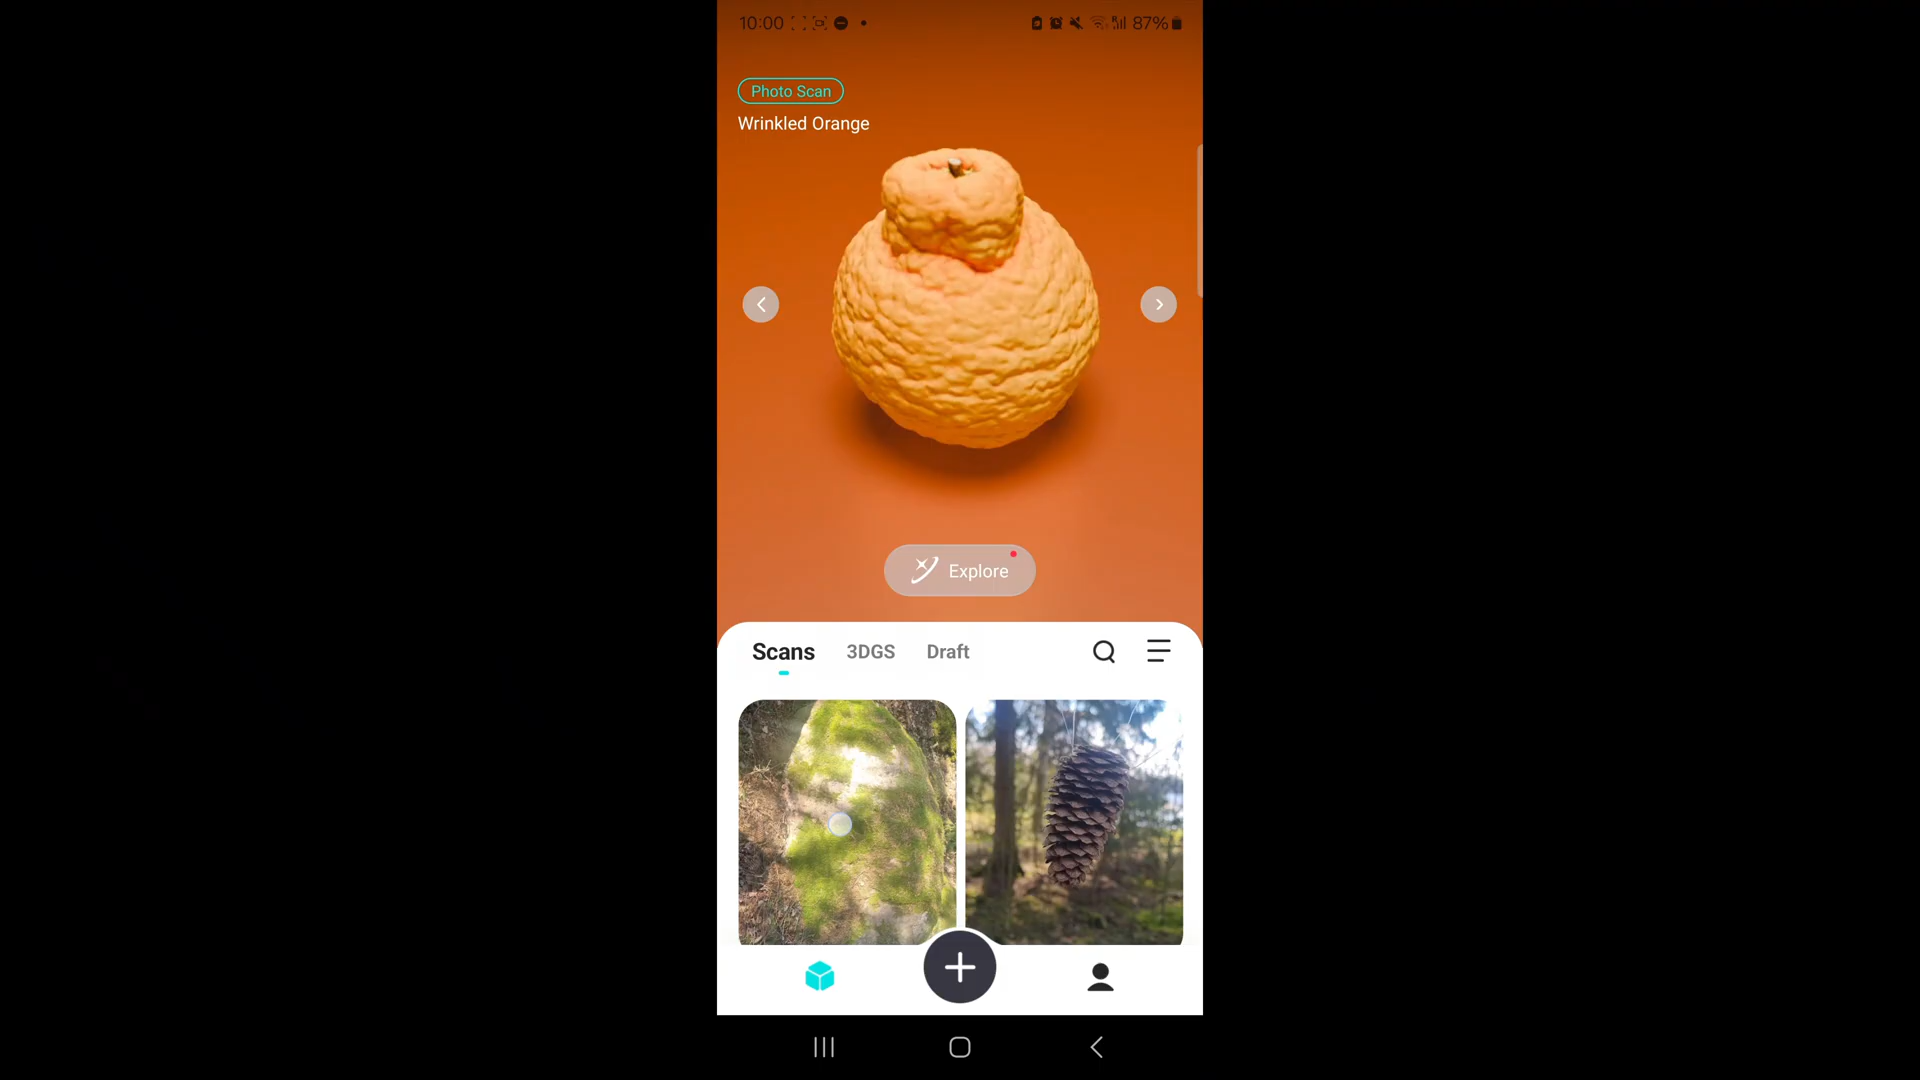 10:00 87%
Photo Scan
Wrinkled Orange
Explore
Scans 3DGS Draft